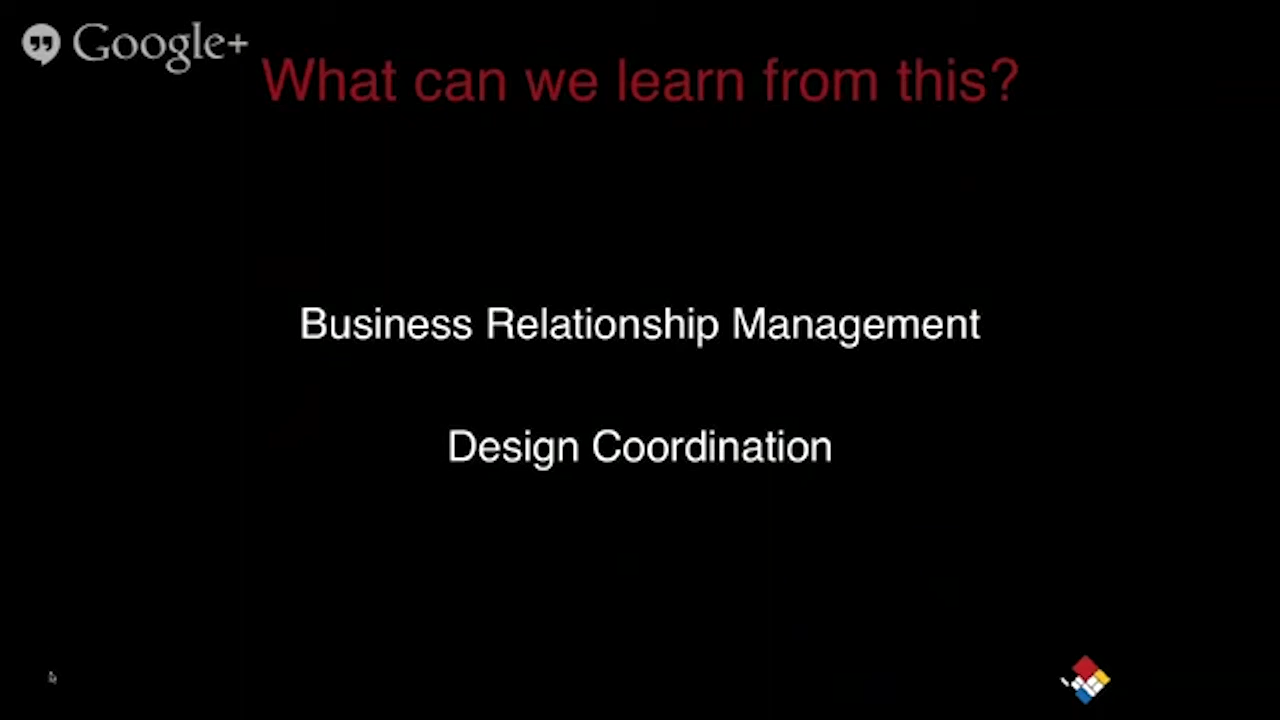 Google+
What can we learn from this?
Business Relationship Management
Design Coordination